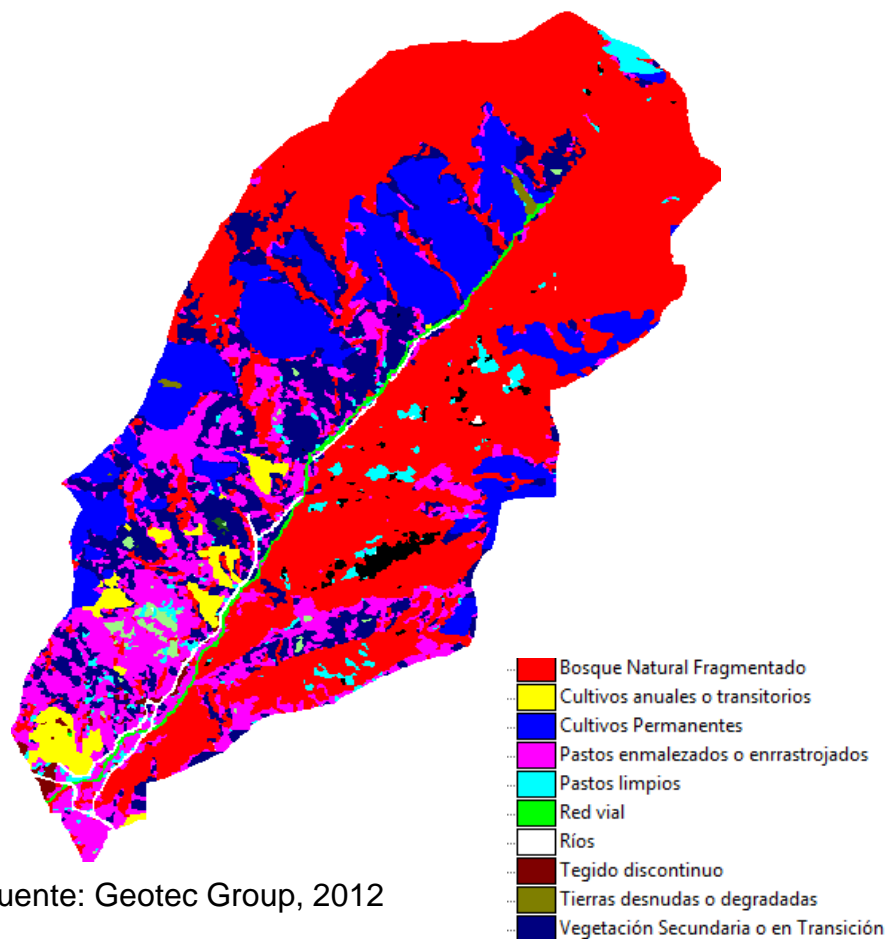 Bosque Natural Fragmentado
Cultivos anuales o transitorios
Cultivos Permanentes
Pastos enmalezados o enrrastrojados
Pastos limpios
Red vial
Ríos
Tegido discontinuo
Tierras desnudas o degradadas
Vegetación Secundaria o en Transición
uente: Geotec Group, 2012